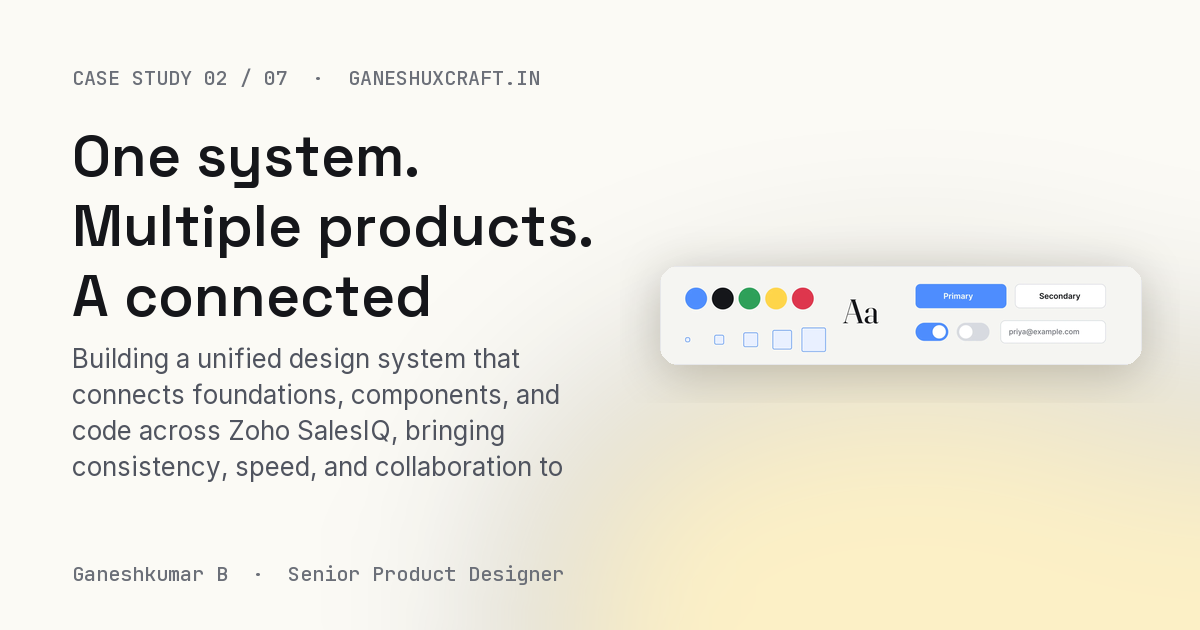 CASE STUDY 02 / 07 · GANESHUXCRAFT.IN
One system.
Multiple products.
A connected
Building a unified design system that
connects foundations, components, and
code across Zoho SalesIQ, bringing
consistency, speed, and collaboration to
Ganeshkumar B · Senior Product Designer
Aa
Primary
Secondary
priya@example.com